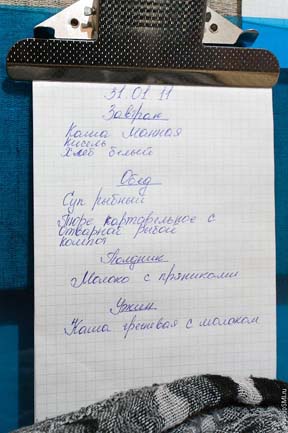 31.01 11
Завтрак
Каша Манная
кисель
Хлеб белый
Обед
Суп рыбный
Пюре картофельное с
отварной рыбой
компот
Полдник
Молоко с пряниками
Ужин
Каша гречневая с молоком